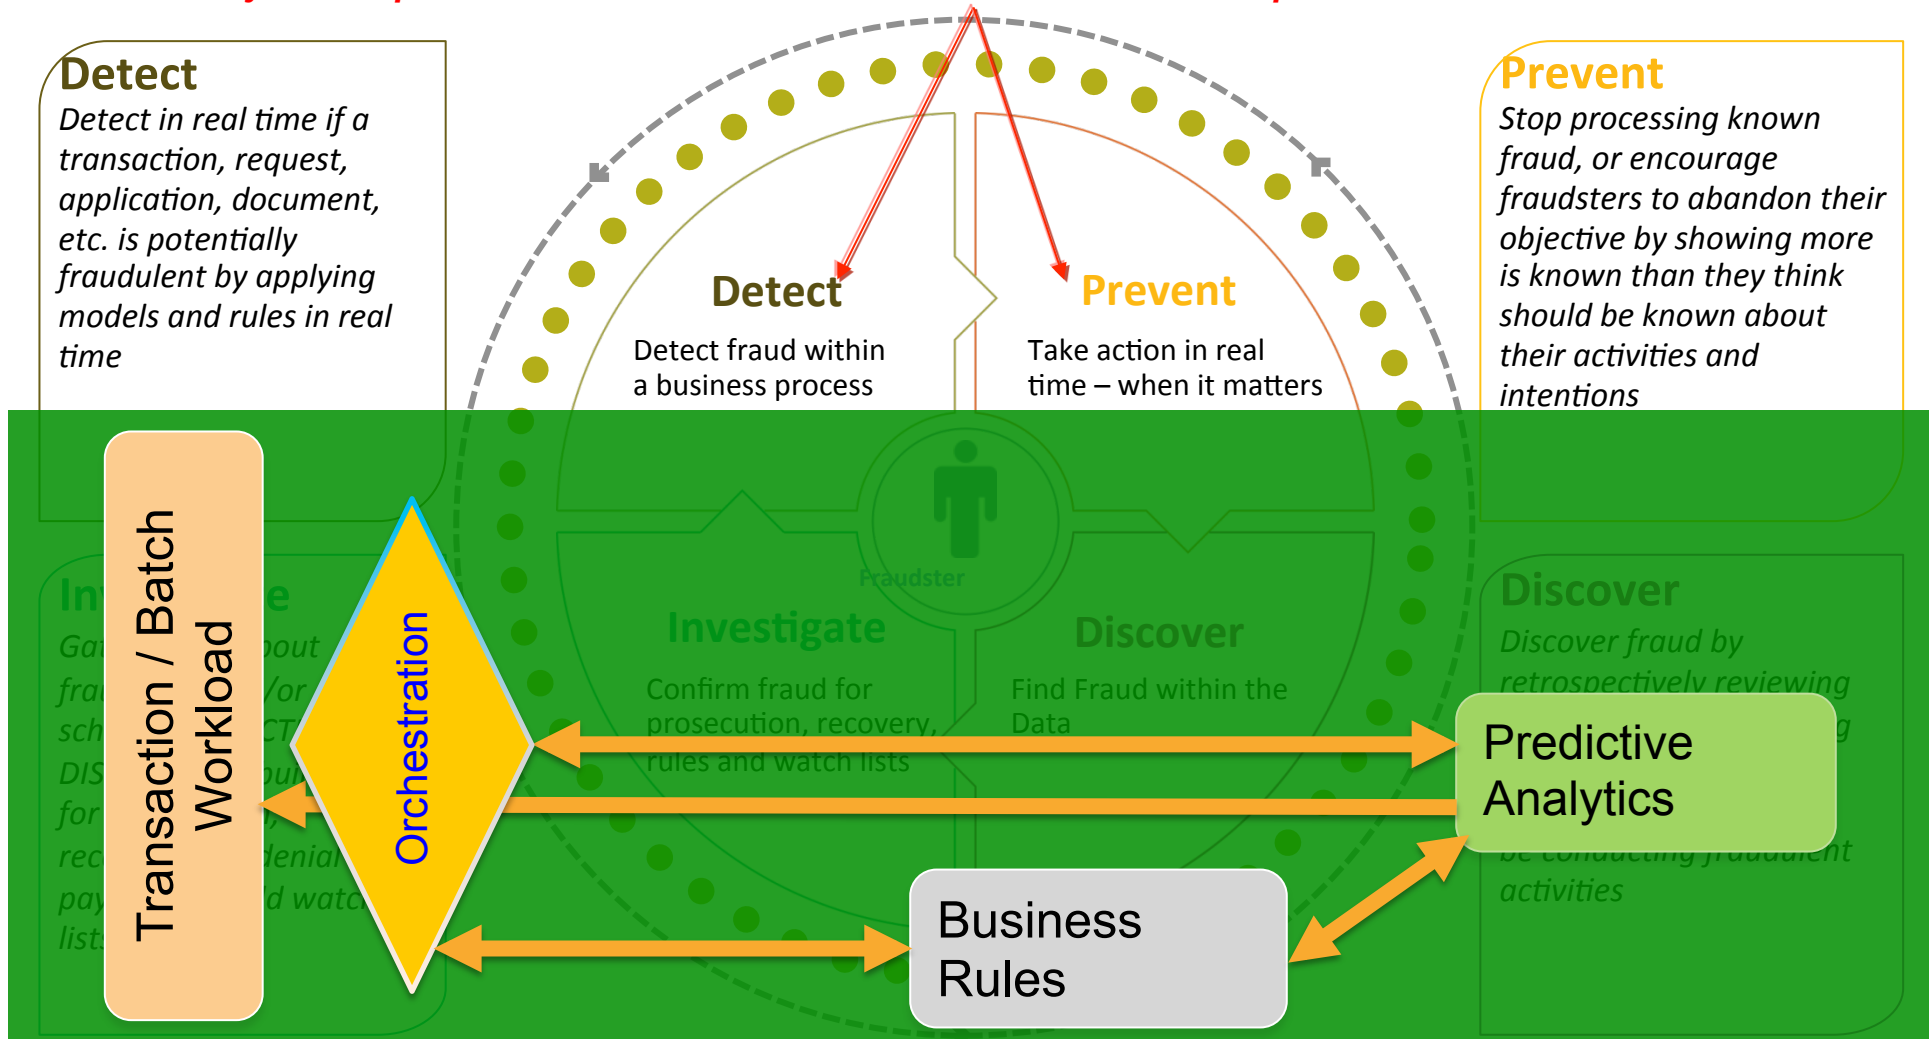 Detect
Detect in real time if a
transaction, request,
application, document,
etc. is potentially
fraudulent by applying
models and rules in real
time
Prevent
Stop processing known
fraud, or encourage
fraudsters to abandon their
objective by showing more
is known than they think
should be known about
their activities and
intentions
Detect
Detect fraud within
a business process
Prevent
Take action in real
time – when it matters
Fraudster
Investigate
Confirm fraud for
prosecution, recovery,
rules and watch lists
Discover
Find Fraud within the
Data
Discover
Discover fraud by
retrospectively reviewing
be conducting fraudulent
activities
Transaction / Batch
Workload
Orchestration
Predictive
Analytics
Business
Rules